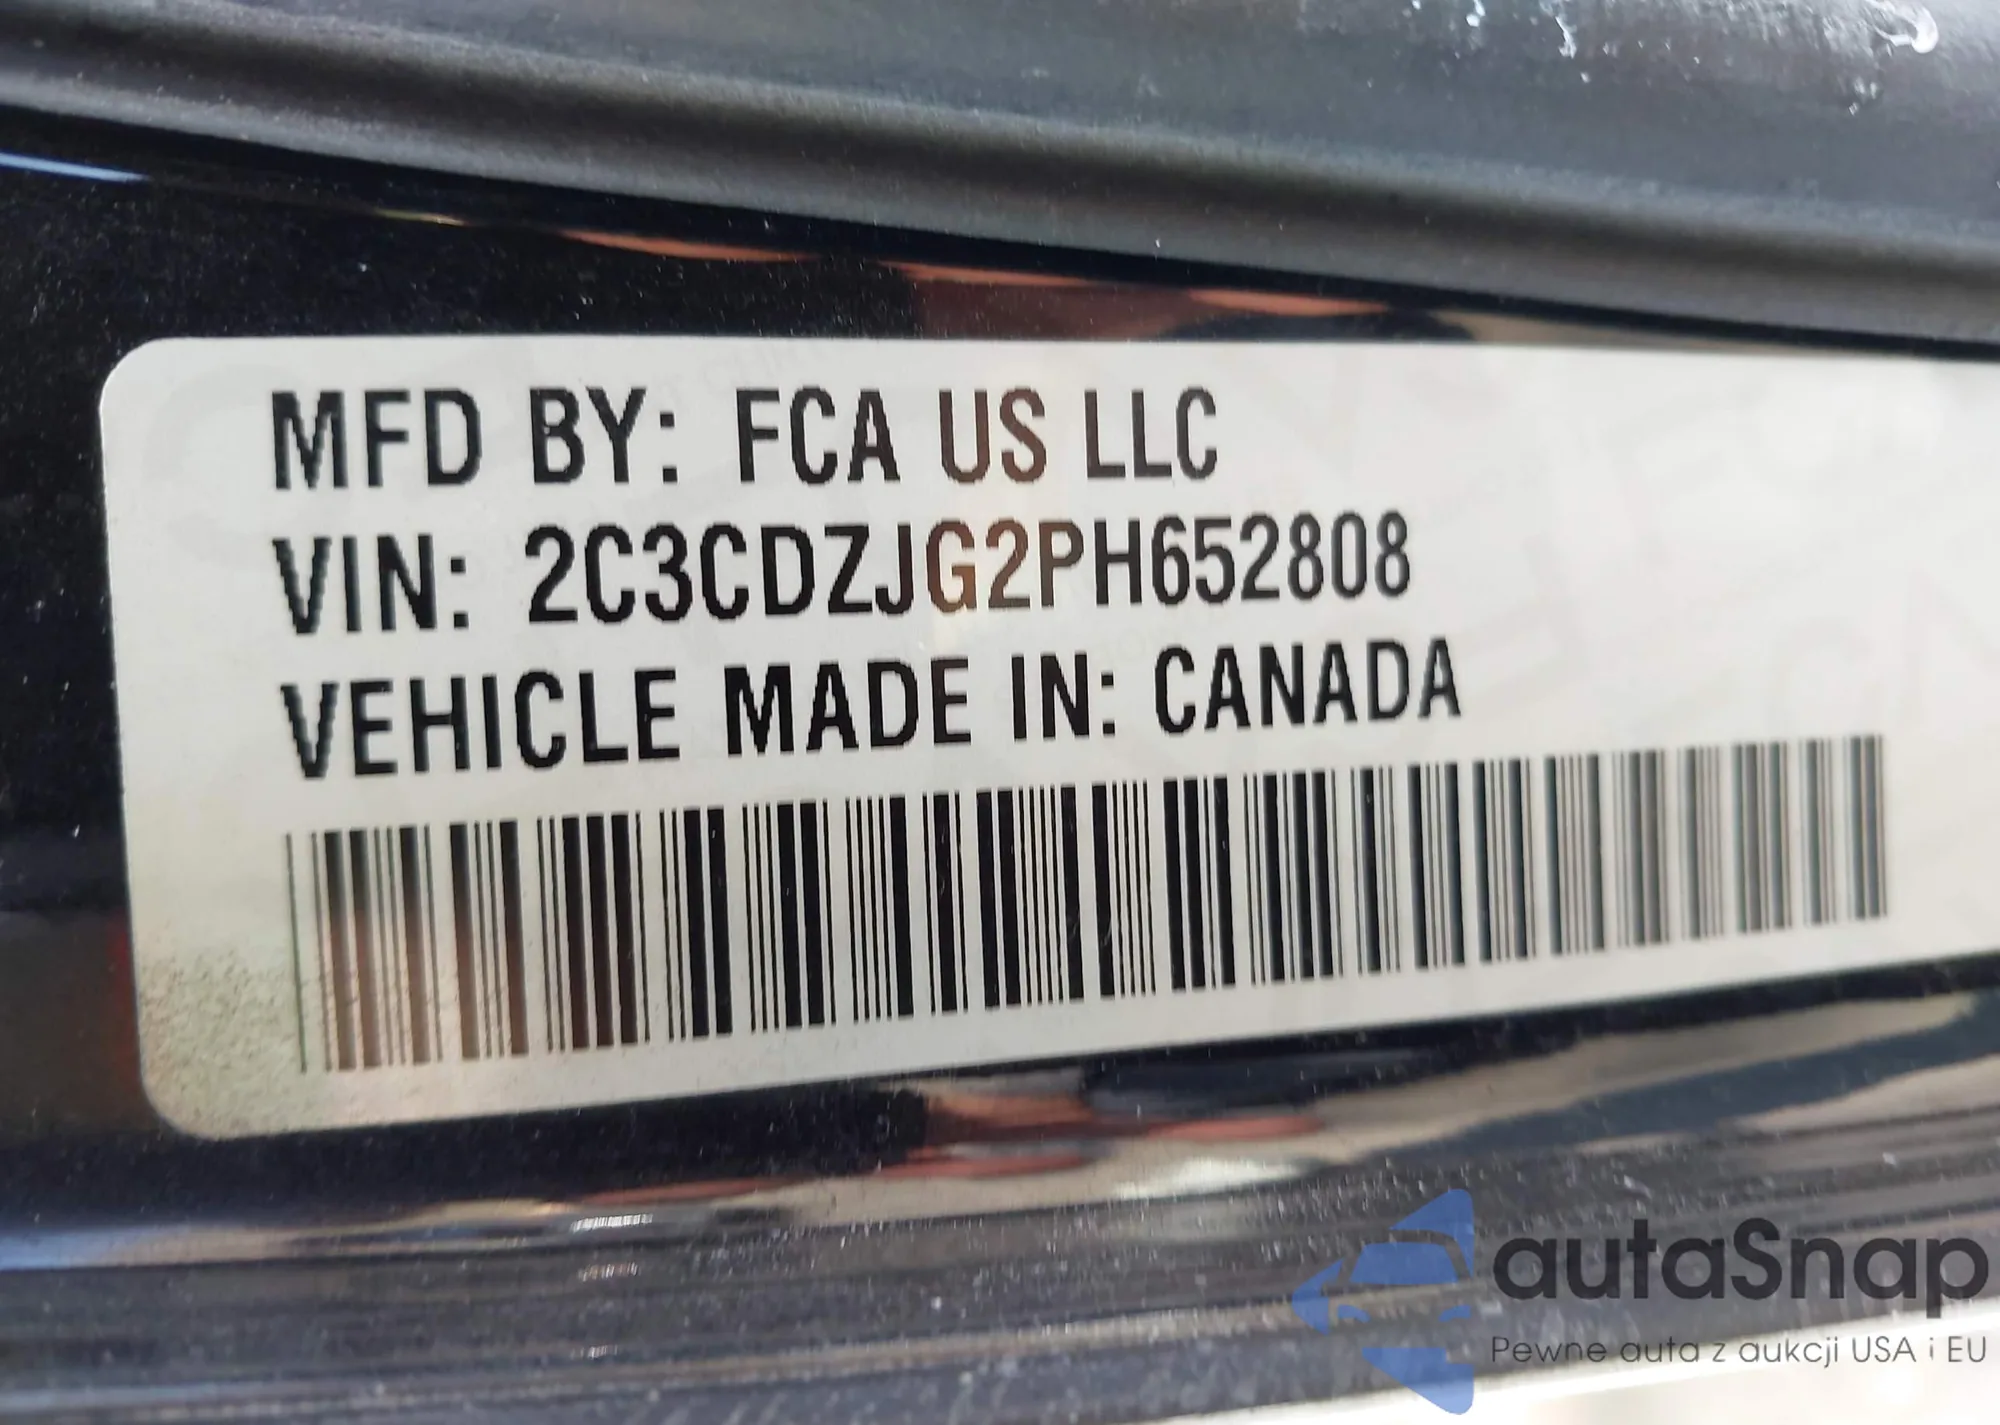 MFD BY: FCA US LLC
VIN: 2C3CDZJG2PH652808
VEHICLE MADE IN: CANADA
autaSnap
Pewne auta z aukcji USA i EU